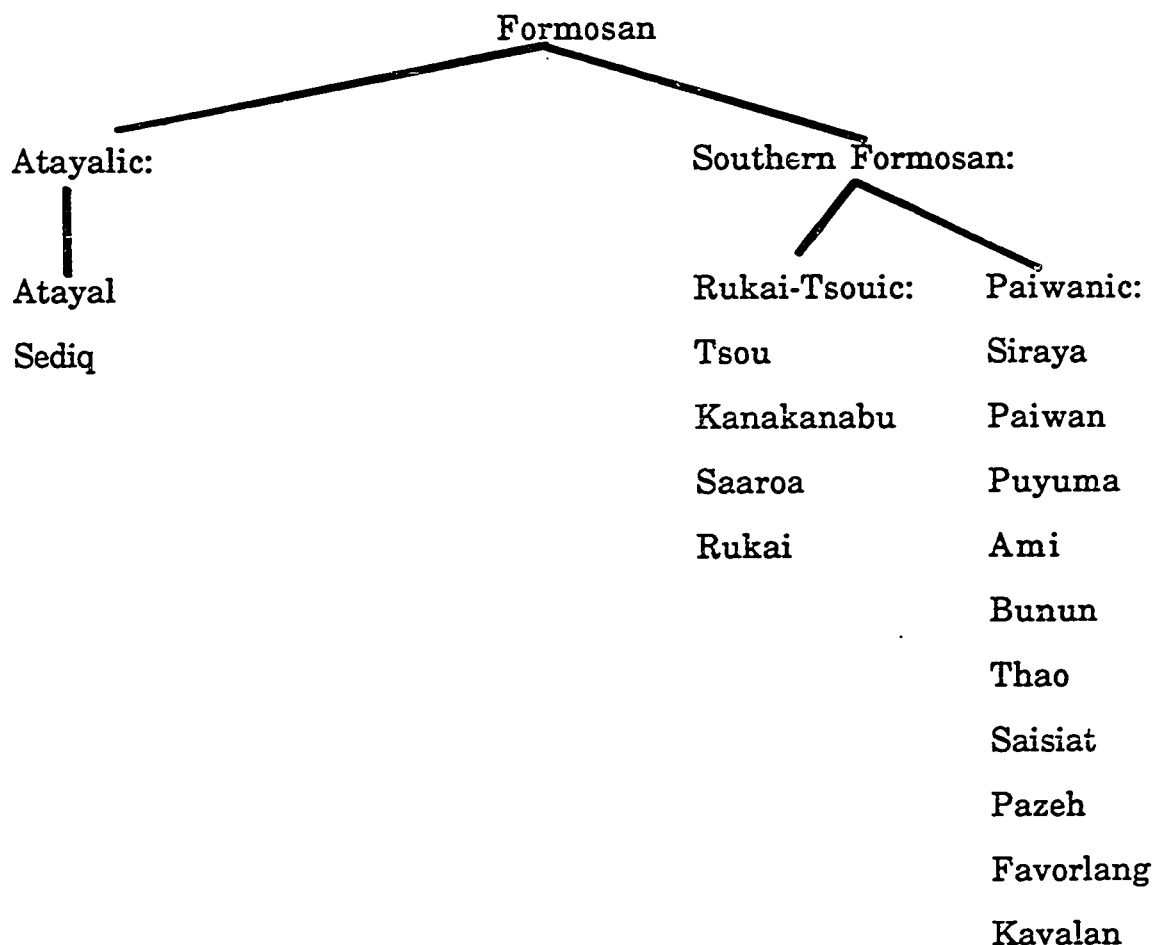 Formosan
Atayalic:
Southern Formosan:
Atayal
Rukai-Tsouic:
Paiwanic:
Sediq
Tsou
Siraya
Kanakanabu
Paiwan
Saaroa
Puyuma
Rukai
Ami
Bunun
Thao
Saisiat
Pazeh
Favorlang
Kavalan